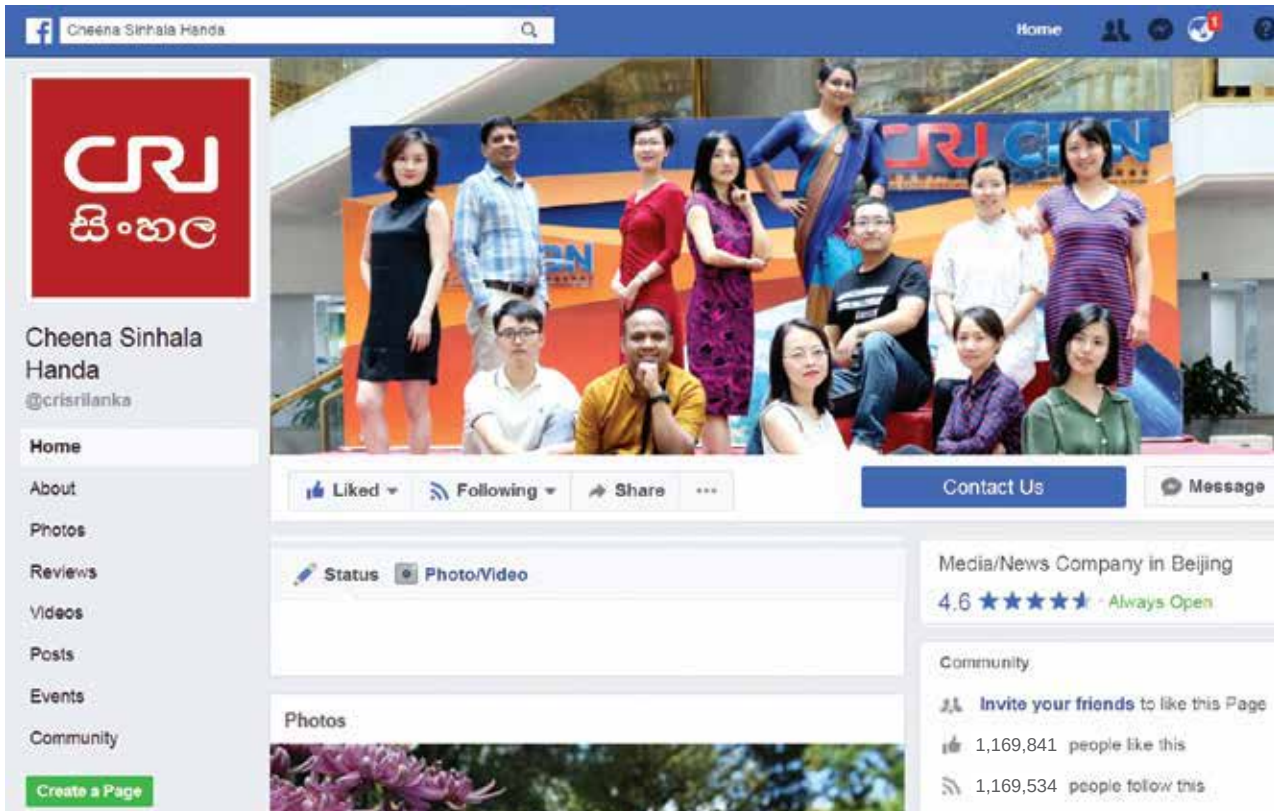 Cheena Sinhala Handa
Home
1
?
CRI
සිංහල
CRI
Cheena Sinhala
Handa
@crisrilanka
Home
About
Photos
Reviews
Videos
Posts
Events
Community
Create a Page
Liked
Following
Share
Contact Us
Message
Status
Photo/Video
Photos
Media/News Company in Beijing
4.6 ★★★★★ · Always Open
Community
Invite your friends to like this Page
1,169,841 people like this
1,169,534 people follow this